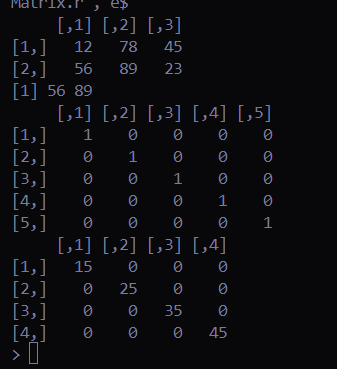 Matrix.r", e$
[,1] [,2] [,3]
[1,] 12 78 45
[2,] 56 89 23
[1] 56 89
[,1] [,2] [,3] [,4] [,5]
[1,] 1 0 0 0 0
[2,] 0 1 0 0 0
[3,] 0 0 1 0 0
[4,] 0 0 0 1 0
[5,] 0 0 0 0 1
[,1] [,2] [,3] [,4]
[1,] 15 0 0 0
[2,] 0 25 0 0
[3,] 0 0 35 0
[4,] 0 0 0 45
>